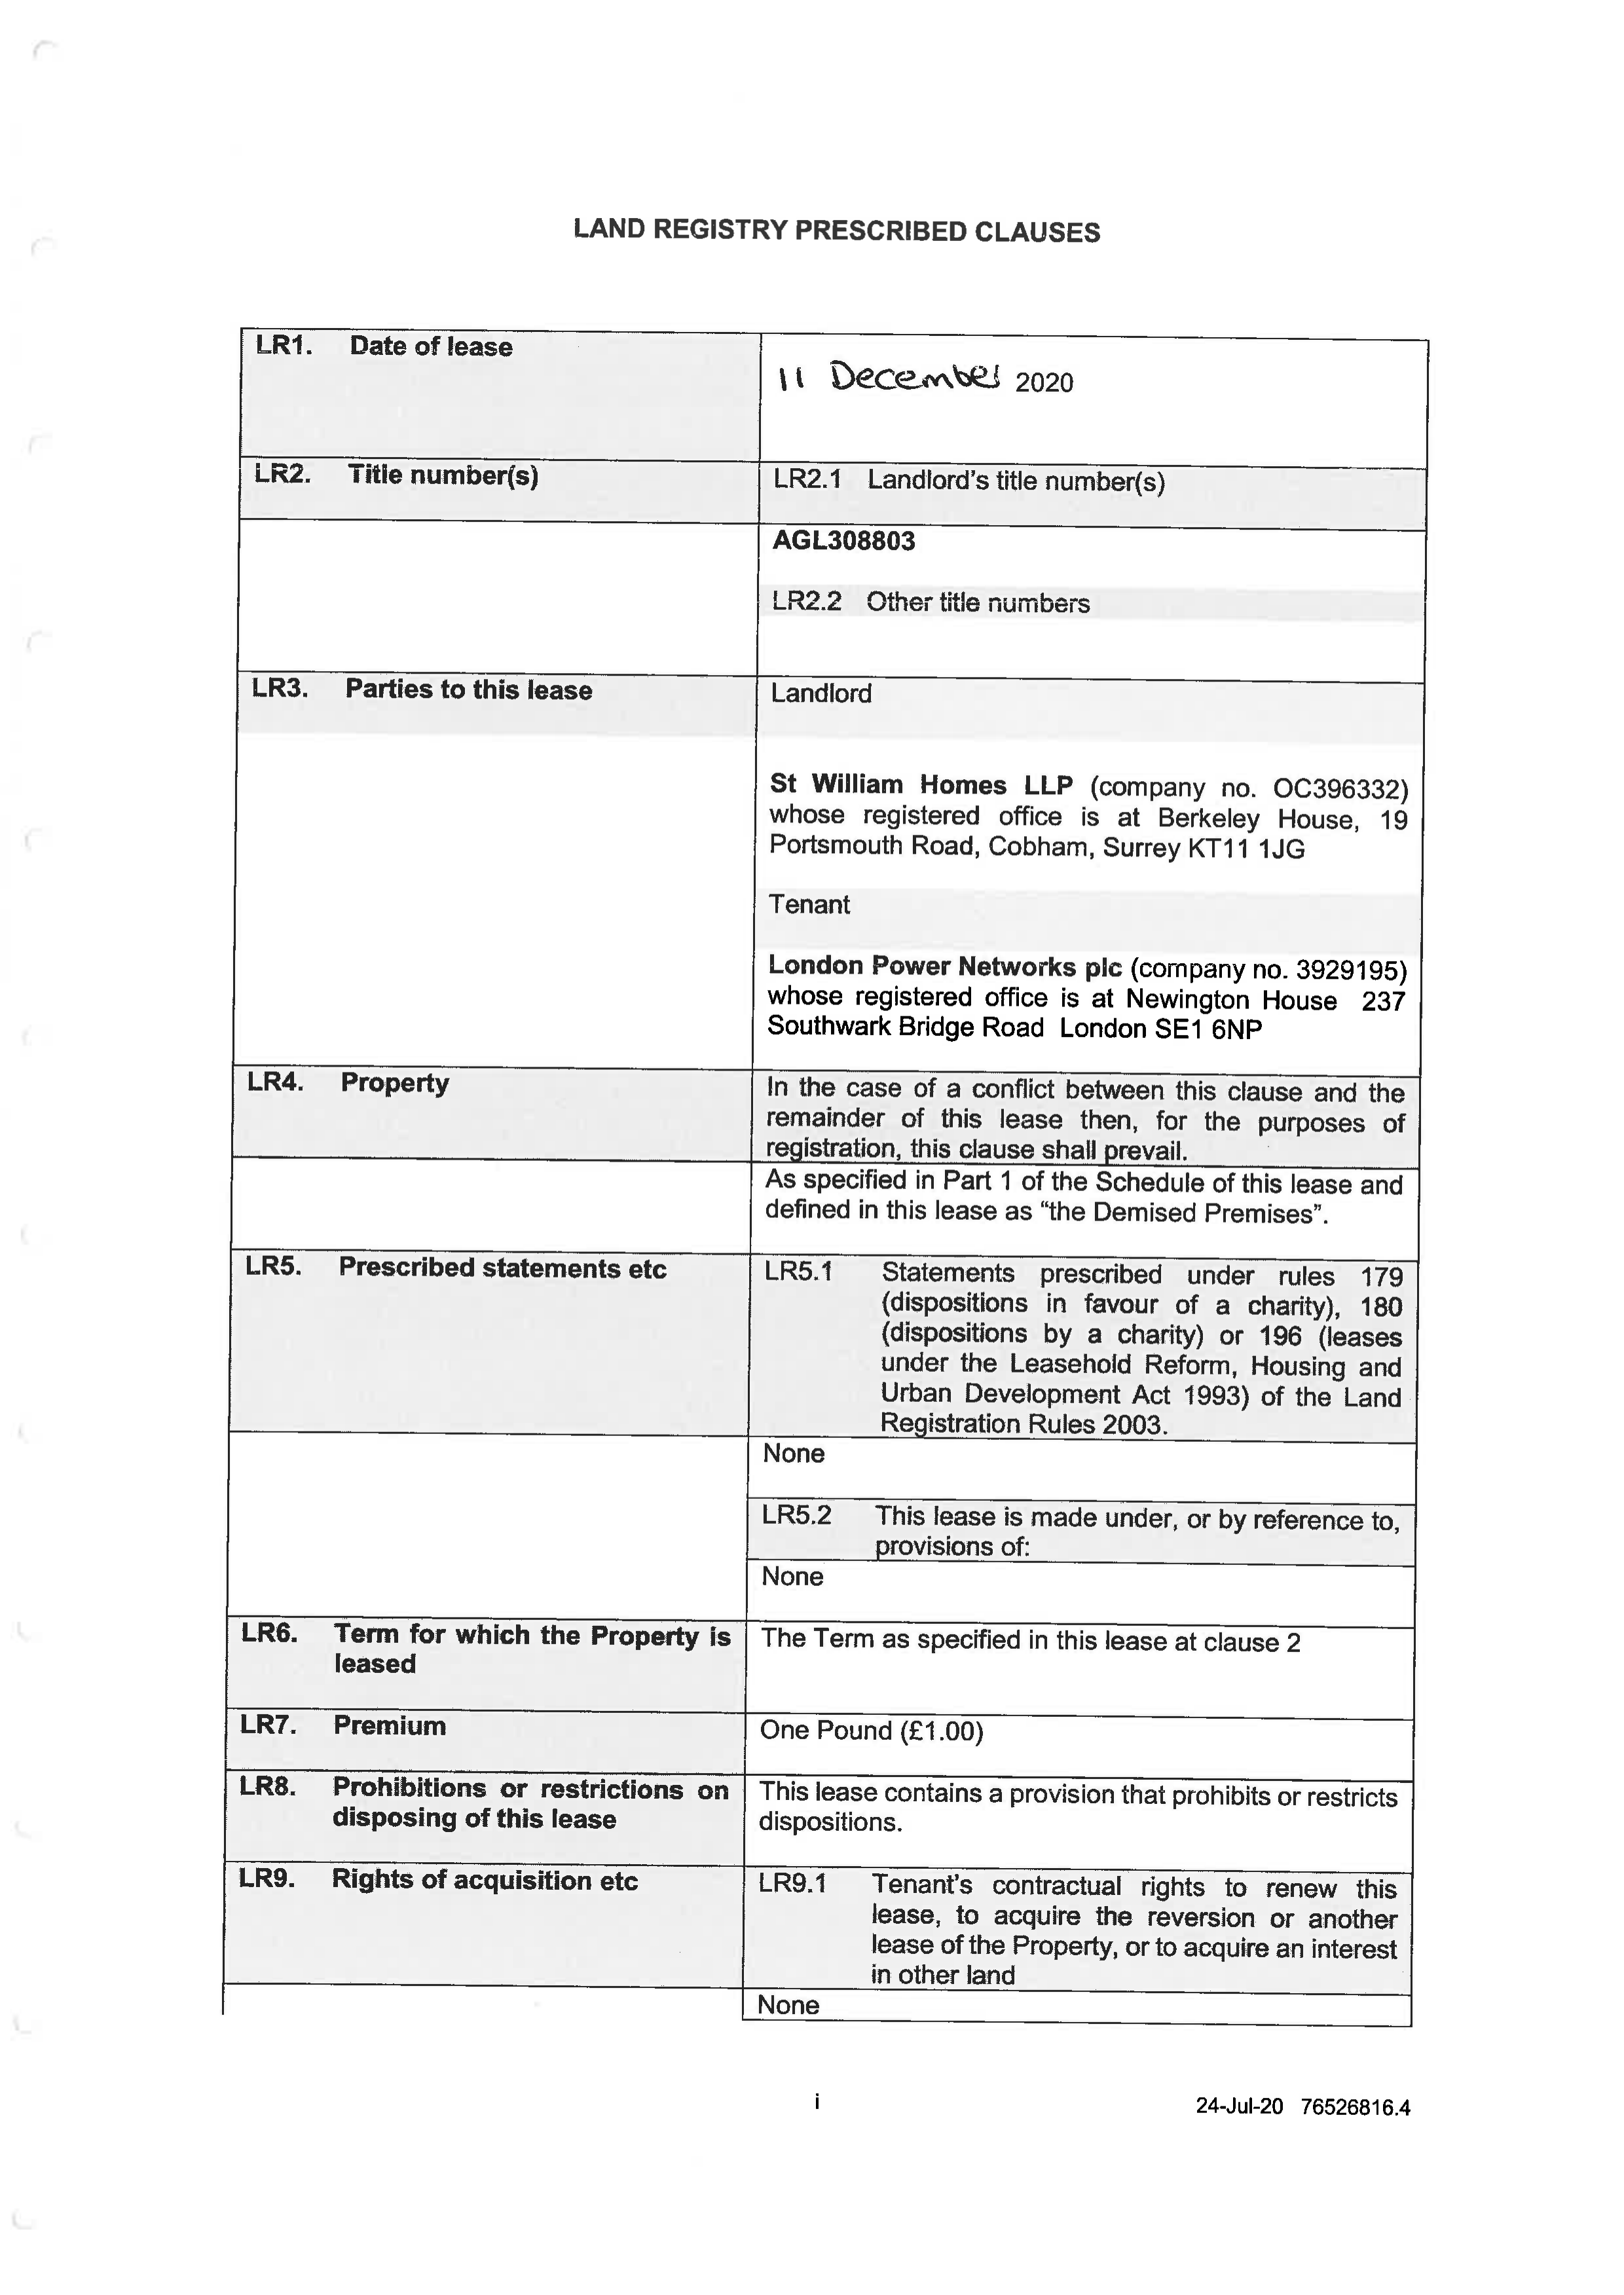 LAND REGISTRY PRESCRIBED CLAUSES
LR1. Date of lease
11 December 2020
LR2. Title number(s)
LR2.1 Landlord's title number(s)
AGL308803
LR2.2 Other title numbers
LR3. Parties to this lease
Landlord
St William Homes LLP (company no. OC396332)
whose registered office is at Berkeley House, 19
Portsmouth Road, Cobham, Surrey KT11 1JG
Tenant
London Power Networks plc (company no. 3929195)
whose registered office is at Newington House 237
Southwark Bridge Road London SE1 6NP
LR4. Property
In the case of a conflict between this clause and the
remainder of this lease then, for the purposes of
registration, this clause shall prevail.
As specified in Part 1 of the Schedule of this lease and
defined in this lease as “the Demised Premises”.
LR5. Prescribed statements etc
LR5.1 Statements prescribed under rules 179
(dispositions in favour of a charity), 180
(dispositions by a charity) or 196 (leases
under the Leasehold Reform, Housing and
Urban Development Act 1993) of the Land
Registration Rules 2003.
None
LR5.2 This lease is made under, or by reference to,
provisions of:
None
LR6. Term for which the Property is
leased
The Term as specified in this lease at clause 2
LR7. Premium
One Pound (£1.00)
LR8. Prohibitions or restrictions on
disposing of this lease
This lease contains a provision that prohibits or restricts
dispositions.
LR9. Rights of acquisition etc
LR9.1 Tenant's contractual rights to renew this
lease, to acquire the reversion or another
lease of the Property, or to acquire an interest
in other land
None
i
24-Jul-20 76526816.4